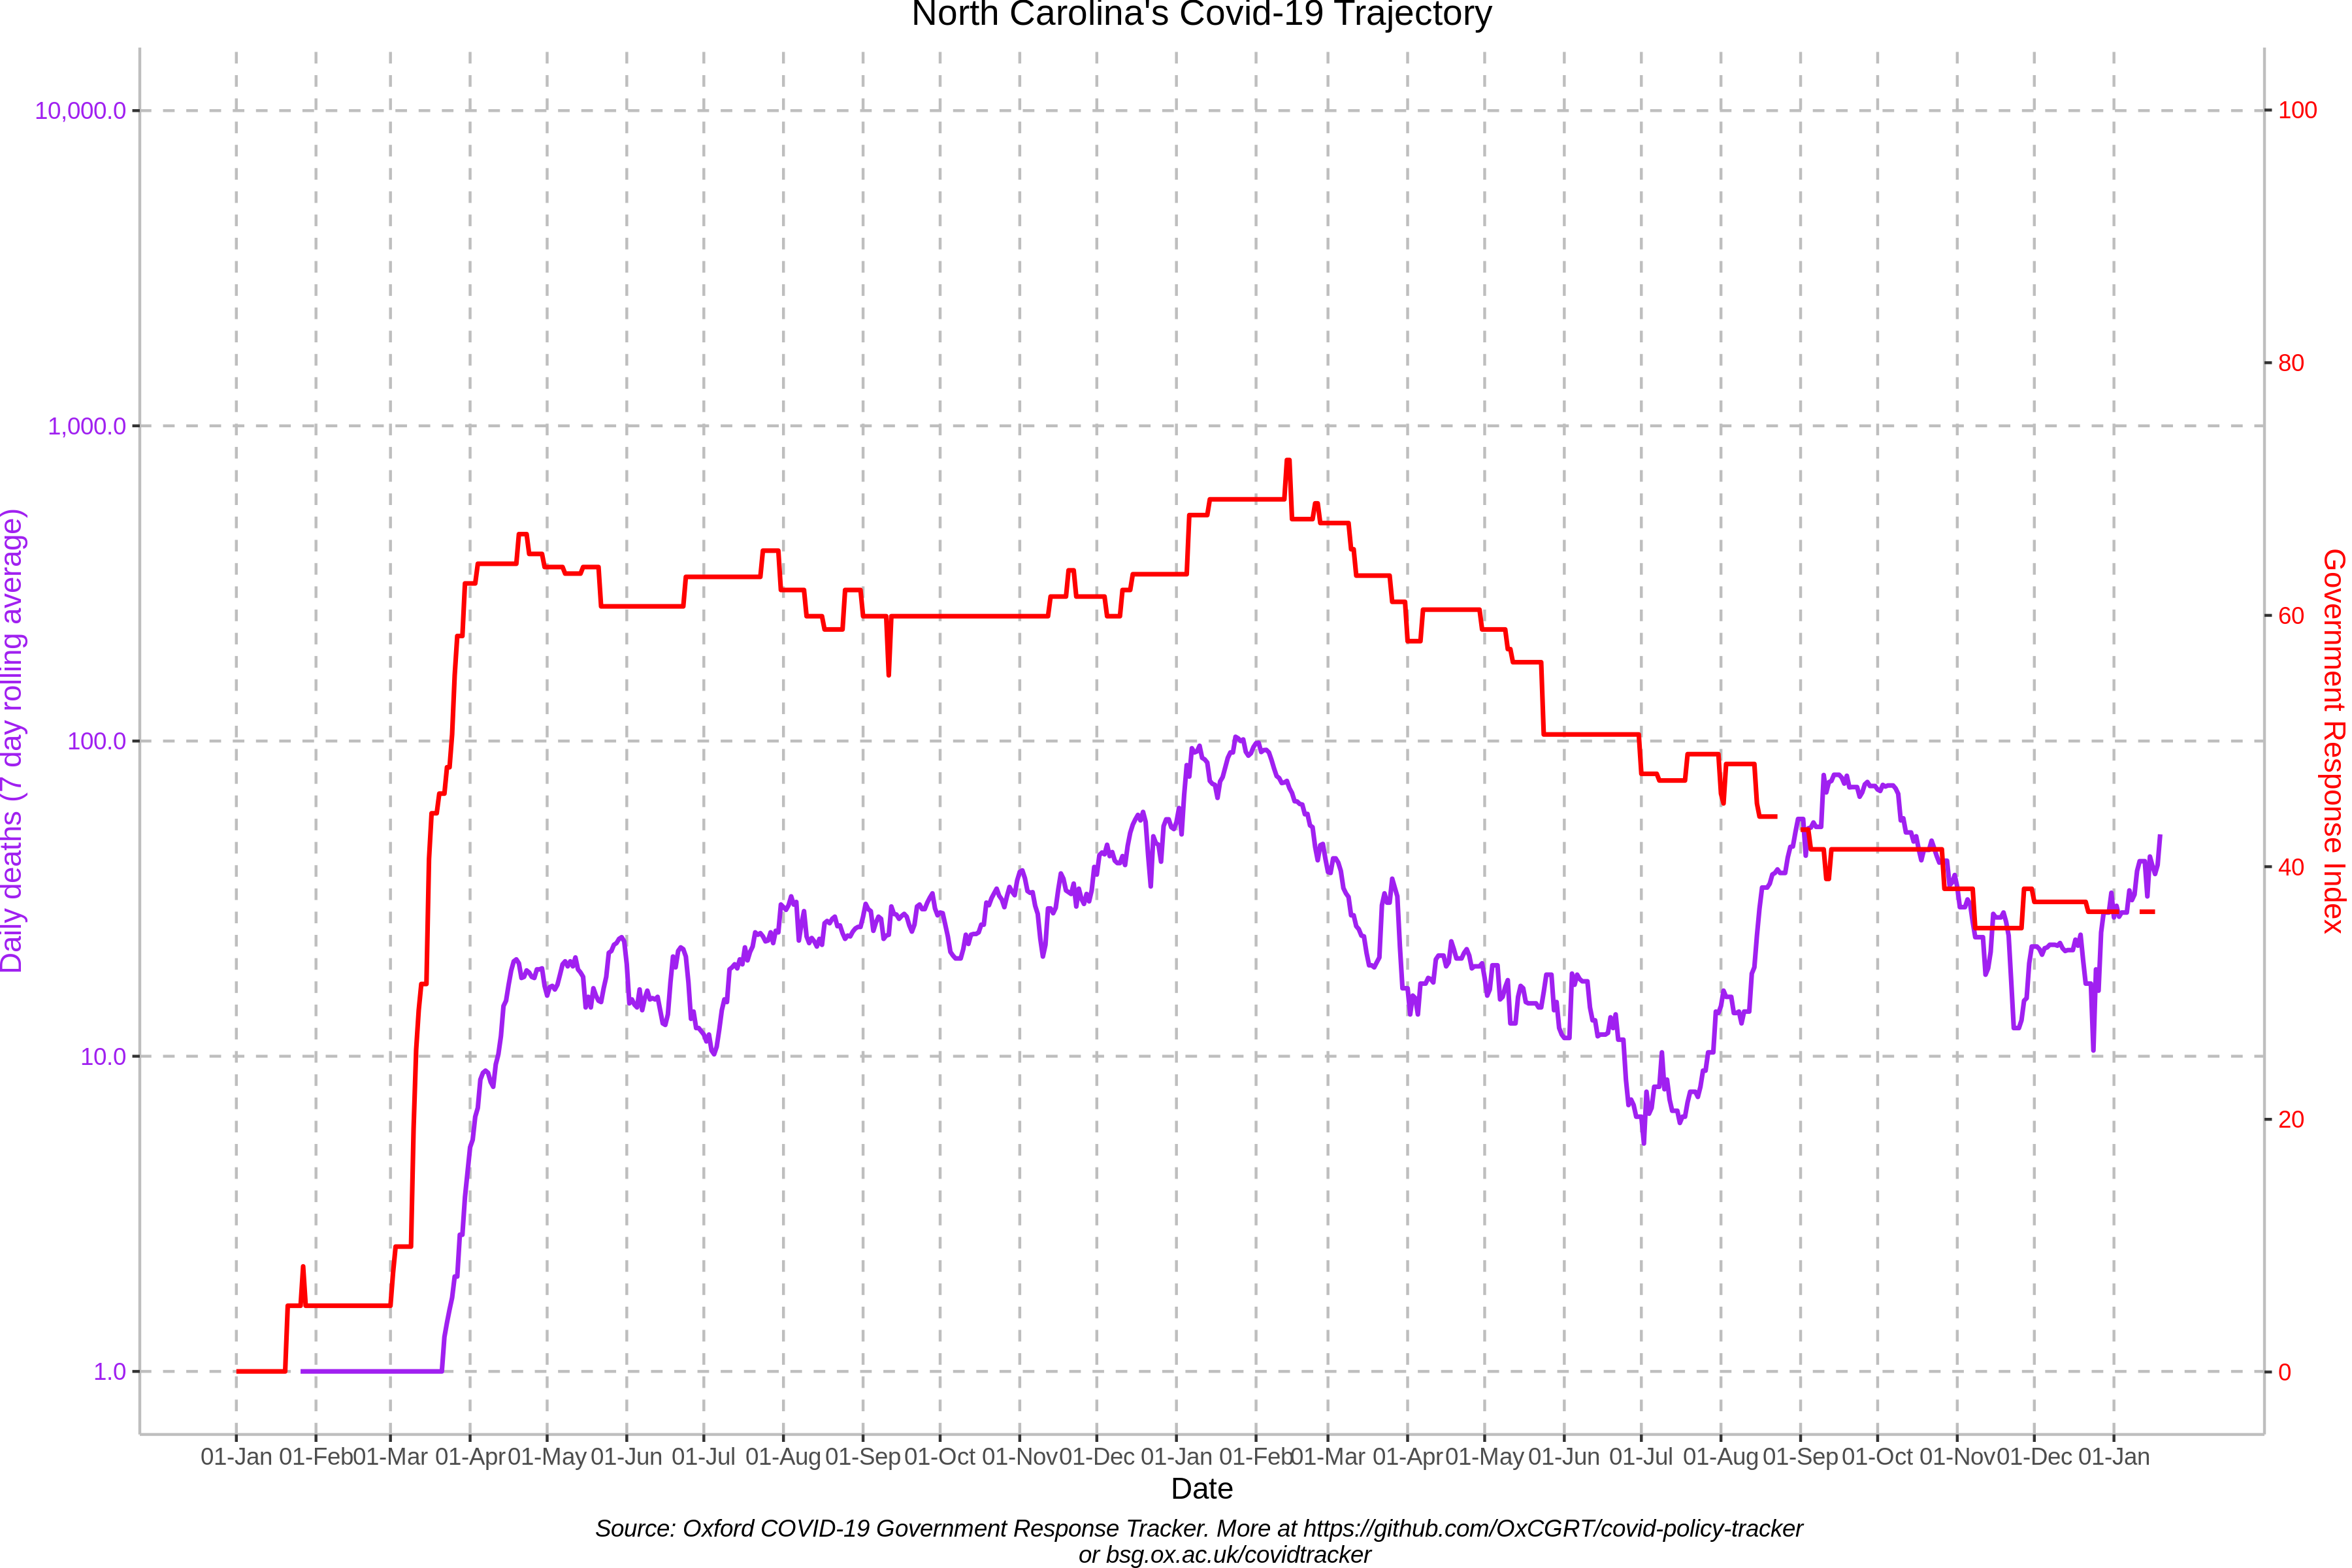 North Carolina's Covid-19 Trajectory
10,000.0
1,000.0
100.0
10.0
1.0
Daily deaths (7 day rolling average)
100
80
60
40
20
0
Government Response Index
01-Jan 01-Feb 01-Mar 01-Apr 01-May 01-Jun 01-Jul 01-Aug 01-Sep 01-Oct 01-Nov 01-Dec 01-Jan 01-Feb 01-Mar 01-Apr 01-May 01-Jun 01-Jul 01-Aug 01-Sep 01-Oct 01-Nov 01-Dec 01-Jan
Date
Source: Oxford COVID-19 Government Response Tracker. More at https://github.com/OxCGRT/covid-policy-tracker
or bsg.ox.ac.uk/covidtracker